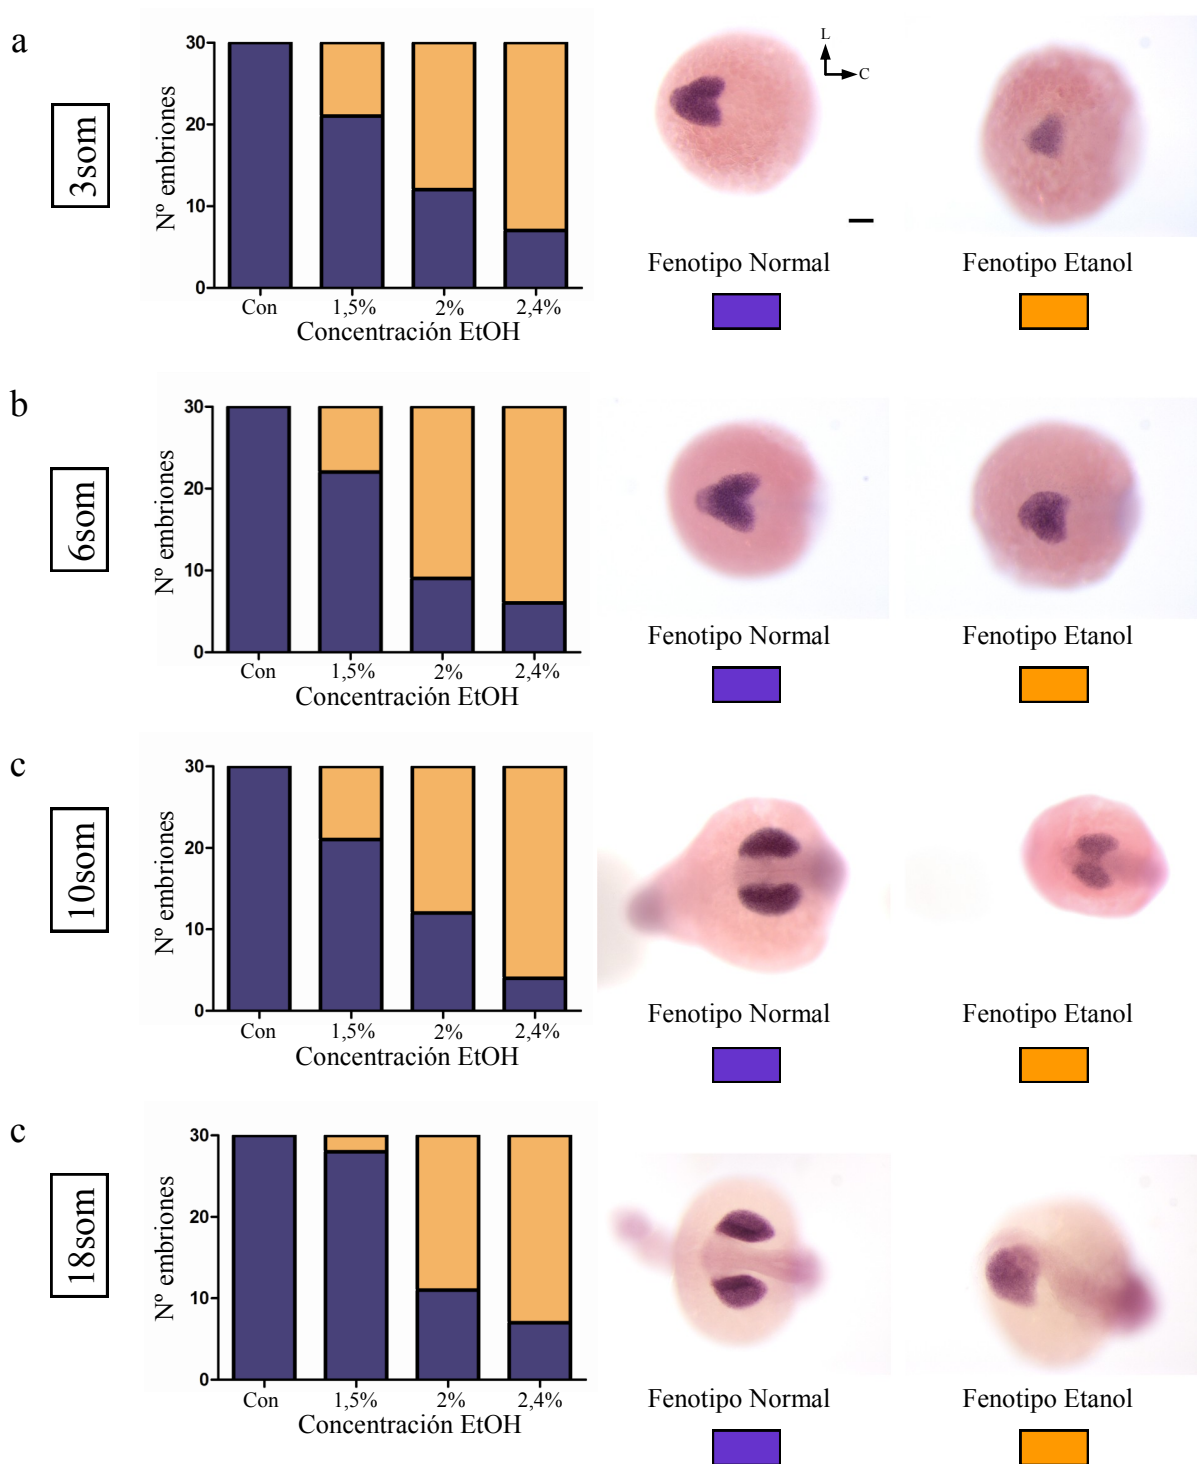 a
3som
Nº embriones
30
20
10
0
Con 1,5% 2% 2,4%
Concentración EtOH
L
C
Fenotipo Normal
Fenotipo Etanol
b
6som
Nº embriones
30
20
10
0
Con 1,5% 2% 2,4%
Concentración EtOH
Fenotipo Normal
Fenotipo Etanol
c
10som
Nº embriones
30
20
10
0
Con 1,5% 2% 2,4%
Concentración EtOH
Fenotipo Normal
Fenotipo Etanol
c
18som
Nº embriones
30
20
10
0
Con 1,5% 2% 2,4%
Concentración EtOH
Fenotipo Normal
Fenotipo Etanol